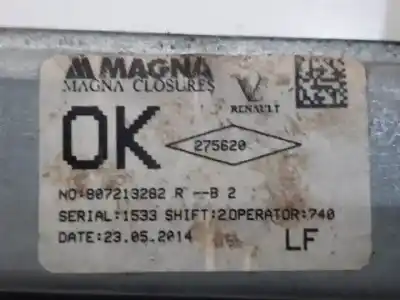 MAGNA
MAGNA CLOSURES
RENAULT
OK
275620
NO:807213282 R --B 2
SERIAL:1533 SHIFT:2OPERATOR:740
DATE:23.05.2014
LF